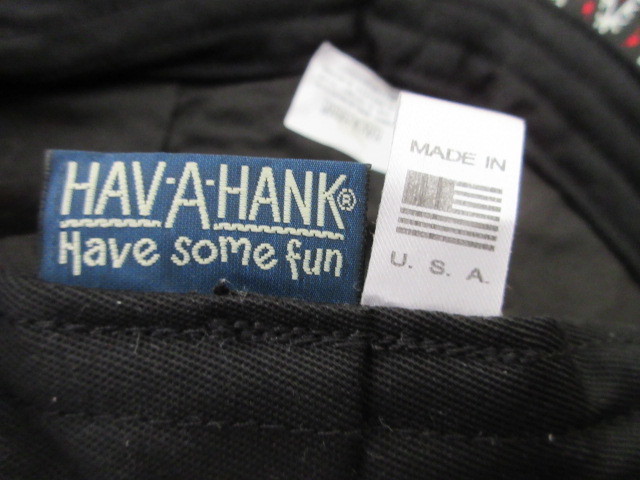 HAV-A-HANK®
Have some fun
MADE IN
U. S. A.